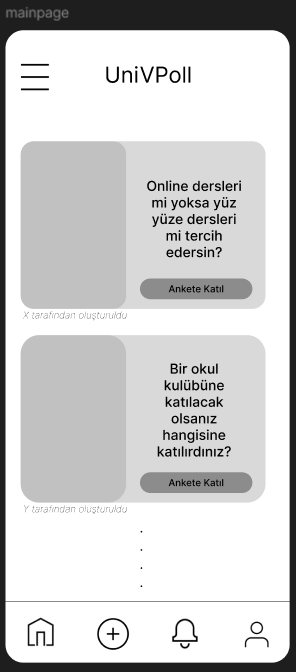 mainpage
UniVPoll
Online dersleri
mi yoksa yüz
yüze dersleri
mi tercih
edersin?
Ankete Katıl
X tarafından oluşturuldu
Bir okul
kulübüne
katılacak
olsanız
hangisine
katılırdınız?
Ankete Katıl
Y tarafından oluşturuldu
.
.
.
.